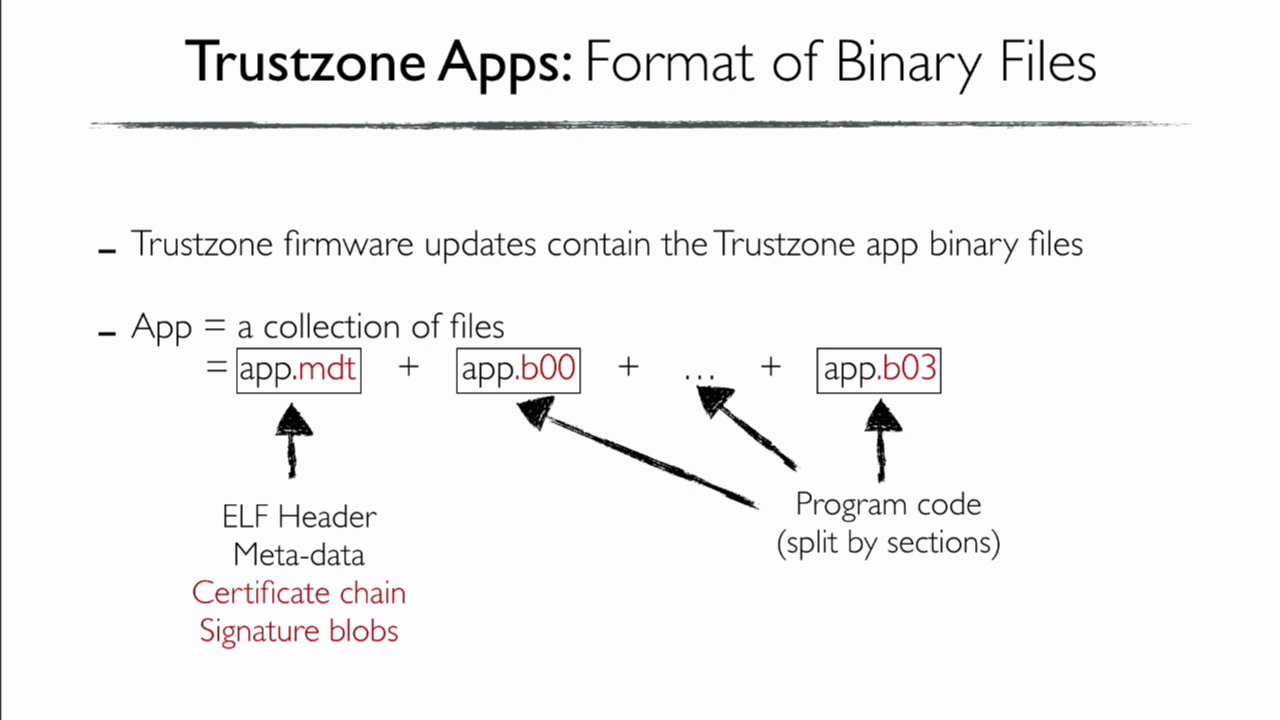 Trustzone Apps: Format of Binary Files
– Trustzone firmware updates contain the Trustzone app binary files
– App = a collection of files
= app.mdt + app.b00 + ... + app.b03
ELF Header
Meta-data
Certificate chain
Signature blobs
Program code
(split by sections)